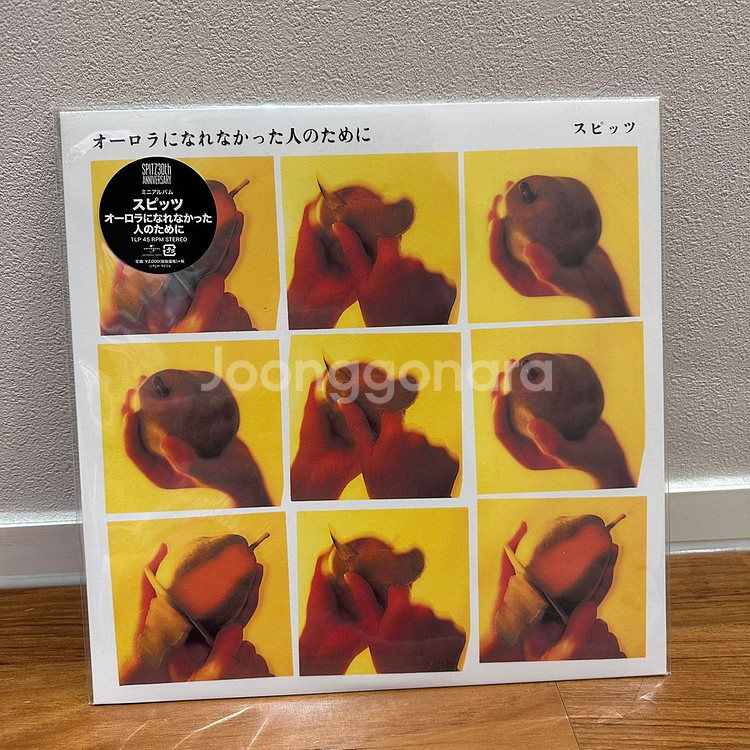 オーロラになれなかった人のために
スピッツ
SPITZ 30th
ANNIVERSARY
ミニアルバム
スピッツ
オーロラになれなかった
人のために
1LP 45 RPM STEREO
Joonggonara